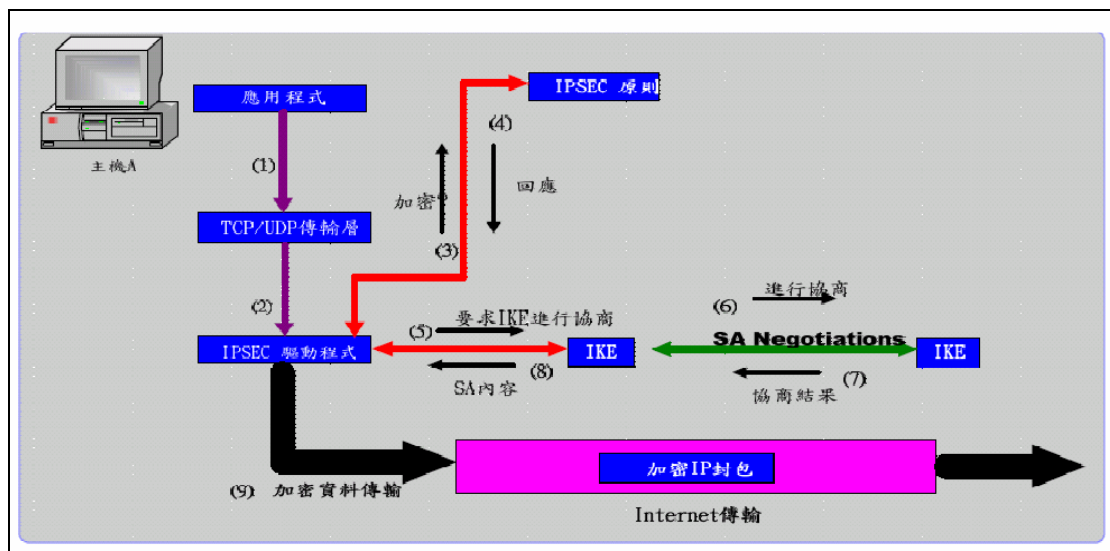 IPSEC 原則
應用程式
(4)
主機A
(1)
加密
回應
TCP/UDP傳輸層
(3)
(2)
(6)
進行協商
(5)
要求IKE進行協商
SA Negotiations
IPSEC 驅動程式
IKE
IKE
(8)
SA內容
(7)
協商結果
加密IP封包
(9) 加密資料傳輸
Internet傳輸